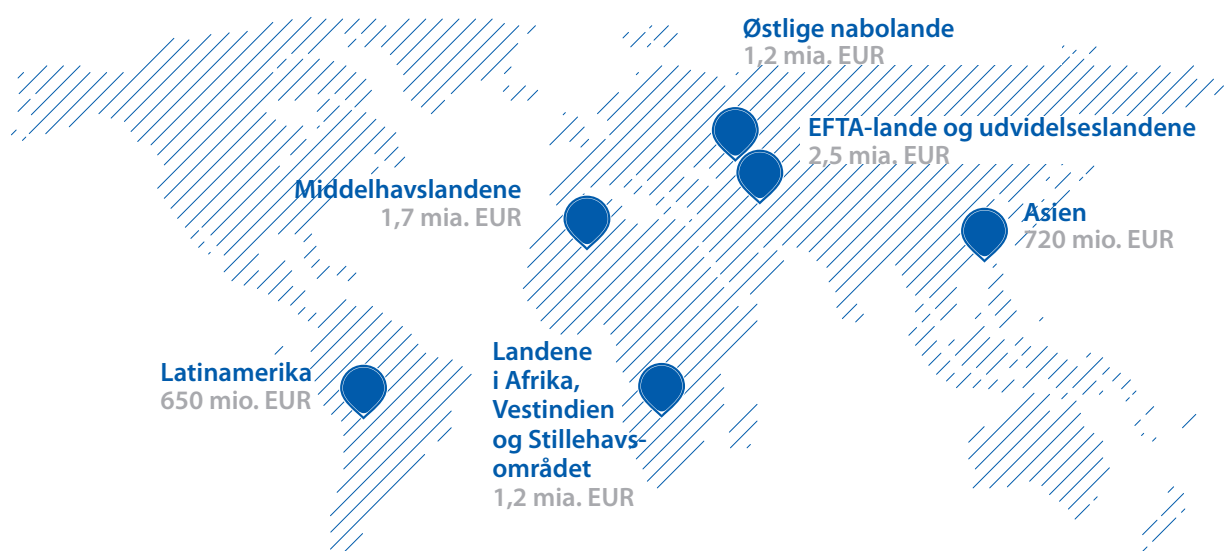 Østlige nabolande
1,2 mia. EUR
EFTA-lande og udvidelseslandene
2,5 mia. EUR
Middelhavslandene
1,7 mia. EUR
Asien
720 mio. EUR
Latinamerika
650 mio. EUR
Landene
i Afrika,
Vestindien
og Stillehavs-
området
1,2 mia. EUR